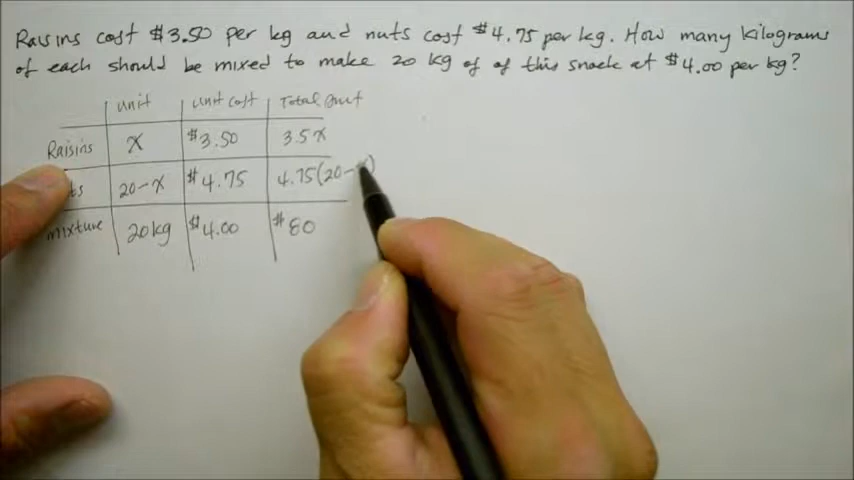 Raisins cost $3.50 per kg and nuts cost $4.75 per kg. How many kilograms
of each should be mixed to make 20 kg of of this snack at $4.00 per kg?
unit unit cost Total Amt
Raisins x $3.50 3.5x
20-x $4.75 4.75(20-
mixture 20kg $4.00 $80